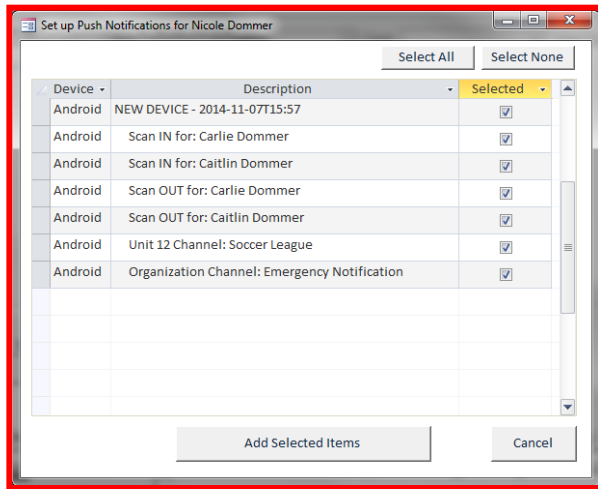 Set up Push Notifications for Nicole Dommer
Select All Select None
Device Description Selected
Android NEW DEVICE - 2014-11-07T15:57
Android Scan IN for: Carlie Dommer
Android Scan IN for: Caitlin Dommer
Android Scan OUT for: Carlie Dommer
Android Scan OUT for: Caitlin Dommer
Android Unit 12 Channel: Soccer League
Android Organization Channel: Emergency Notification
Add Selected Items Cancel